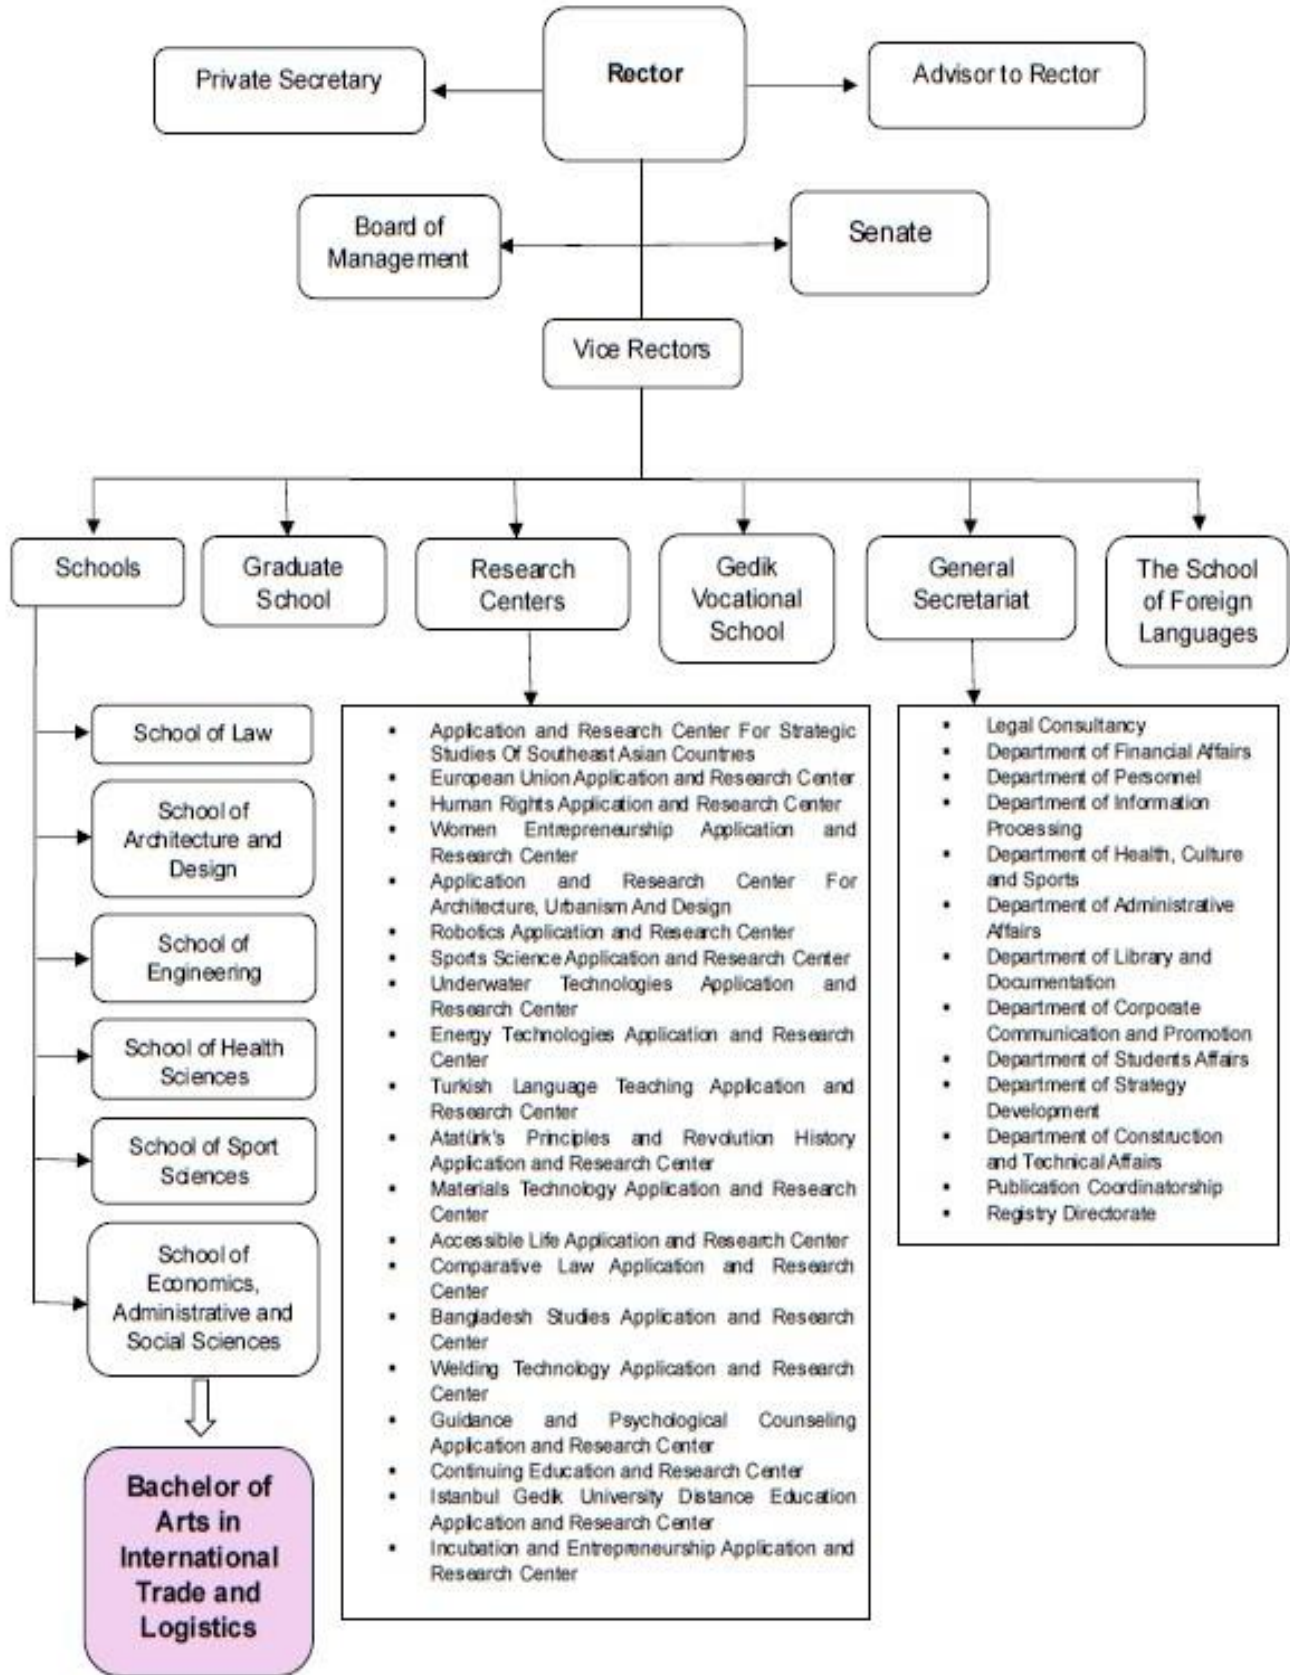 Rector
Private Secretary
Advisor to Rector
Board of
Management
Senate
Vice Rectors
Schools
Graduate
School
Research
Centers
Gedik
Vocational
School
General
Secretariat
The School
of Foreign
Languages
School of Law
School of
Architecture and
Design
School of
Engineering
School of Health
Sciences
School of Sport
Sciences
School of
Economics,
Administrative and
Social Sciences
Bachelor of
Arts in
International
Trade and
Logistics
▪ Application and Research Center For Strategic
Studies Of Southeast Asian Countries
▪ European Union Application and Research Center
▪ Human Rights Application and Research Center
▪ Women Entrepreneurship Application and
Research Center
▪ Application and Research Center For
Architecture, Urbanism And Design
▪ Robotics Application and Research Center
▪ Sports Science Application and Research Center
▪ Underwater Technologies Application and
Research Center
▪ Energy Technologies Application and Research
Center
▪ Turkish Language Teaching Application and
Research Center
▪ Atatürk's Principles and Revolution History
Application and Research Center
▪ Materials Technology Application and Research
Center
▪ Accessible Life Application and Research Center
▪ Comparative Law Application and Research
Center
▪ Bangladesh Studies Application and Research
Center
▪ Welding Technology Application and Research
Center
▪ Guidance and Psychological Counseling
Application and Research Center
▪ Continuing Education and Research Center
▪ Istanbul Gedik University Distance Education
Application and Research Center
▪ Incubation and Entrepreneurship Application and
Research Center
▪ Legal Consultancy
▪ Department of Financial Affairs
▪ Department of Personnel
▪ Department of Information
Processing
▪ Department of Health, Culture
and Sports
▪ Department of Administrative
Affairs
▪ Department of Library and
Documentation
▪ Department of Corporate
Communication and Promotion
▪ Department of Students Affairs
▪ Department of Strategy
Development
▪ Department of Construction
and Technical Affairs
▪ Publication Coordinatorship
▪ Registry Directorate